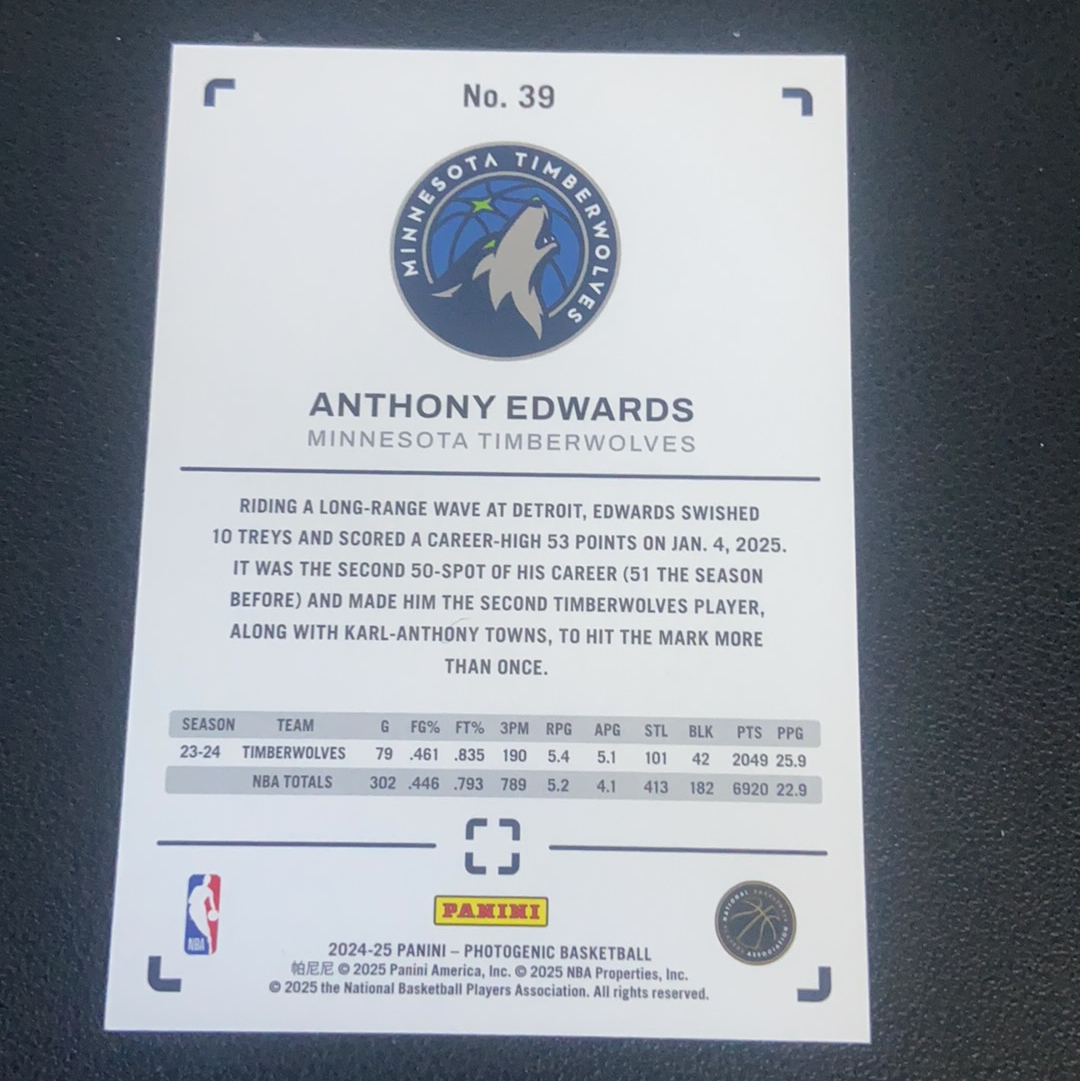 No. 39
MINNESOTA TIMBERWOLVES
ANTHONY EDWARDS
MINNESOTA TIMBERWOLVES
RIDING A LONG-RANGE WAVE AT DETROIT, EDWARDS SWISHED
10 TREYS AND SCORED A CAREER-HIGH 53 POINTS ON JAN. 4, 2025.
IT WAS THE SECOND 50-SPOT OF HIS CAREER (51 THE SEASON
BEFORE) AND MADE HIM THE SECOND TIMBERWOLVES PLAYER,
ALONG WITH KARL-ANTHONY TOWNS, TO HIT THE MARK MORE
THAN ONCE.
SEASON TEAM G FG% FT% 3PM RPG APG STL BLK PTS PPG
23-24 TIMBERWOLVES 79 .461 .835 190 5.4 5.1 101 42 2049 25.9
NBA TOTALS 302 .446 .793 789 5.2 4.1 413 182 6920 22.9
NBA
PANINI
NATIONAL BASKETBALL PLAYERS ASSOCIATION
2024-25 PANINI – PHOTOGENIC BASKETBALL
帕尼尼 © 2025 Panini America, Inc. © 2025 NBA Properties, Inc.
© 2025 the National Basketball Players Association. All rights reserved.